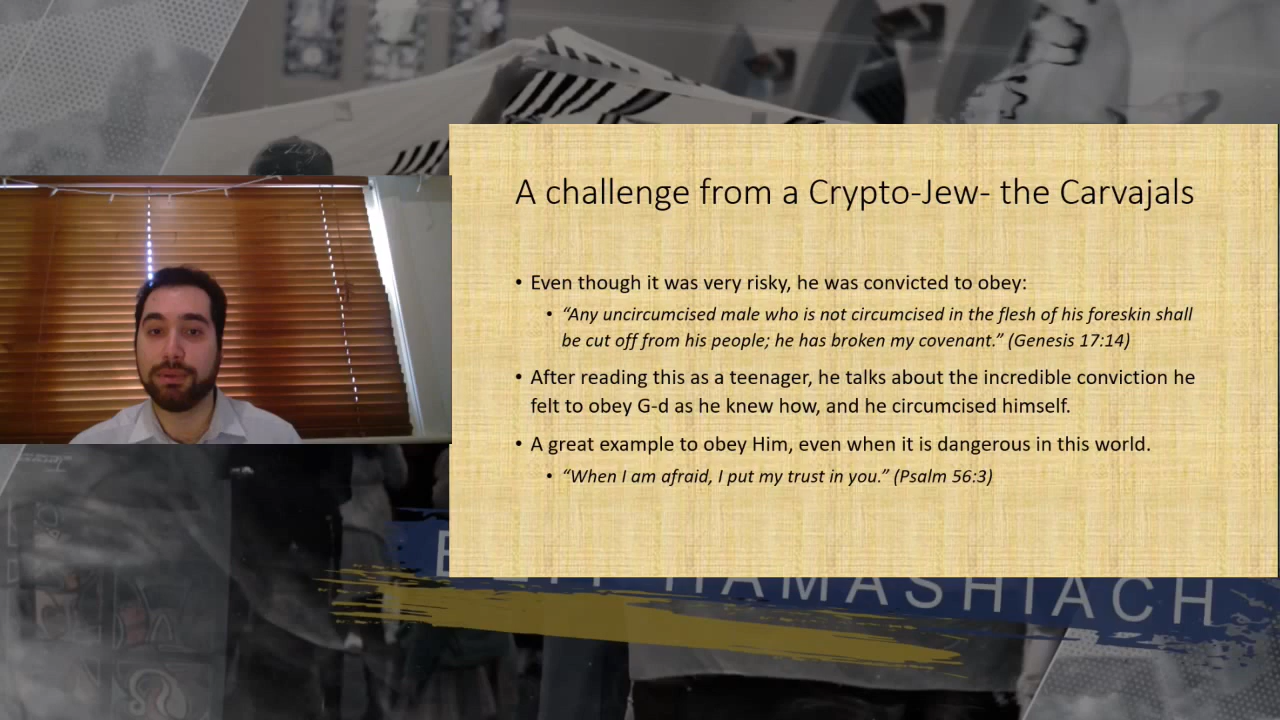 A challenge from a Crypto-Jew- the Carvajals
• Even though it was very risky, he was convicted to obey:
• “Any uncircumcised male who is not circumcised in the flesh of his foreskin shall
be cut off from his people; he has broken my covenant.” (Genesis 17:14)
• After reading this as a teenager, he talks about the incredible conviction he
felt to obey G-d as he knew how, and he circumcised himself.
• A great example to obey Him, even when it is dangerous in this world.
• “When I am afraid, I put my trust in you.” (Psalm 56:3)
HAMASHIACH